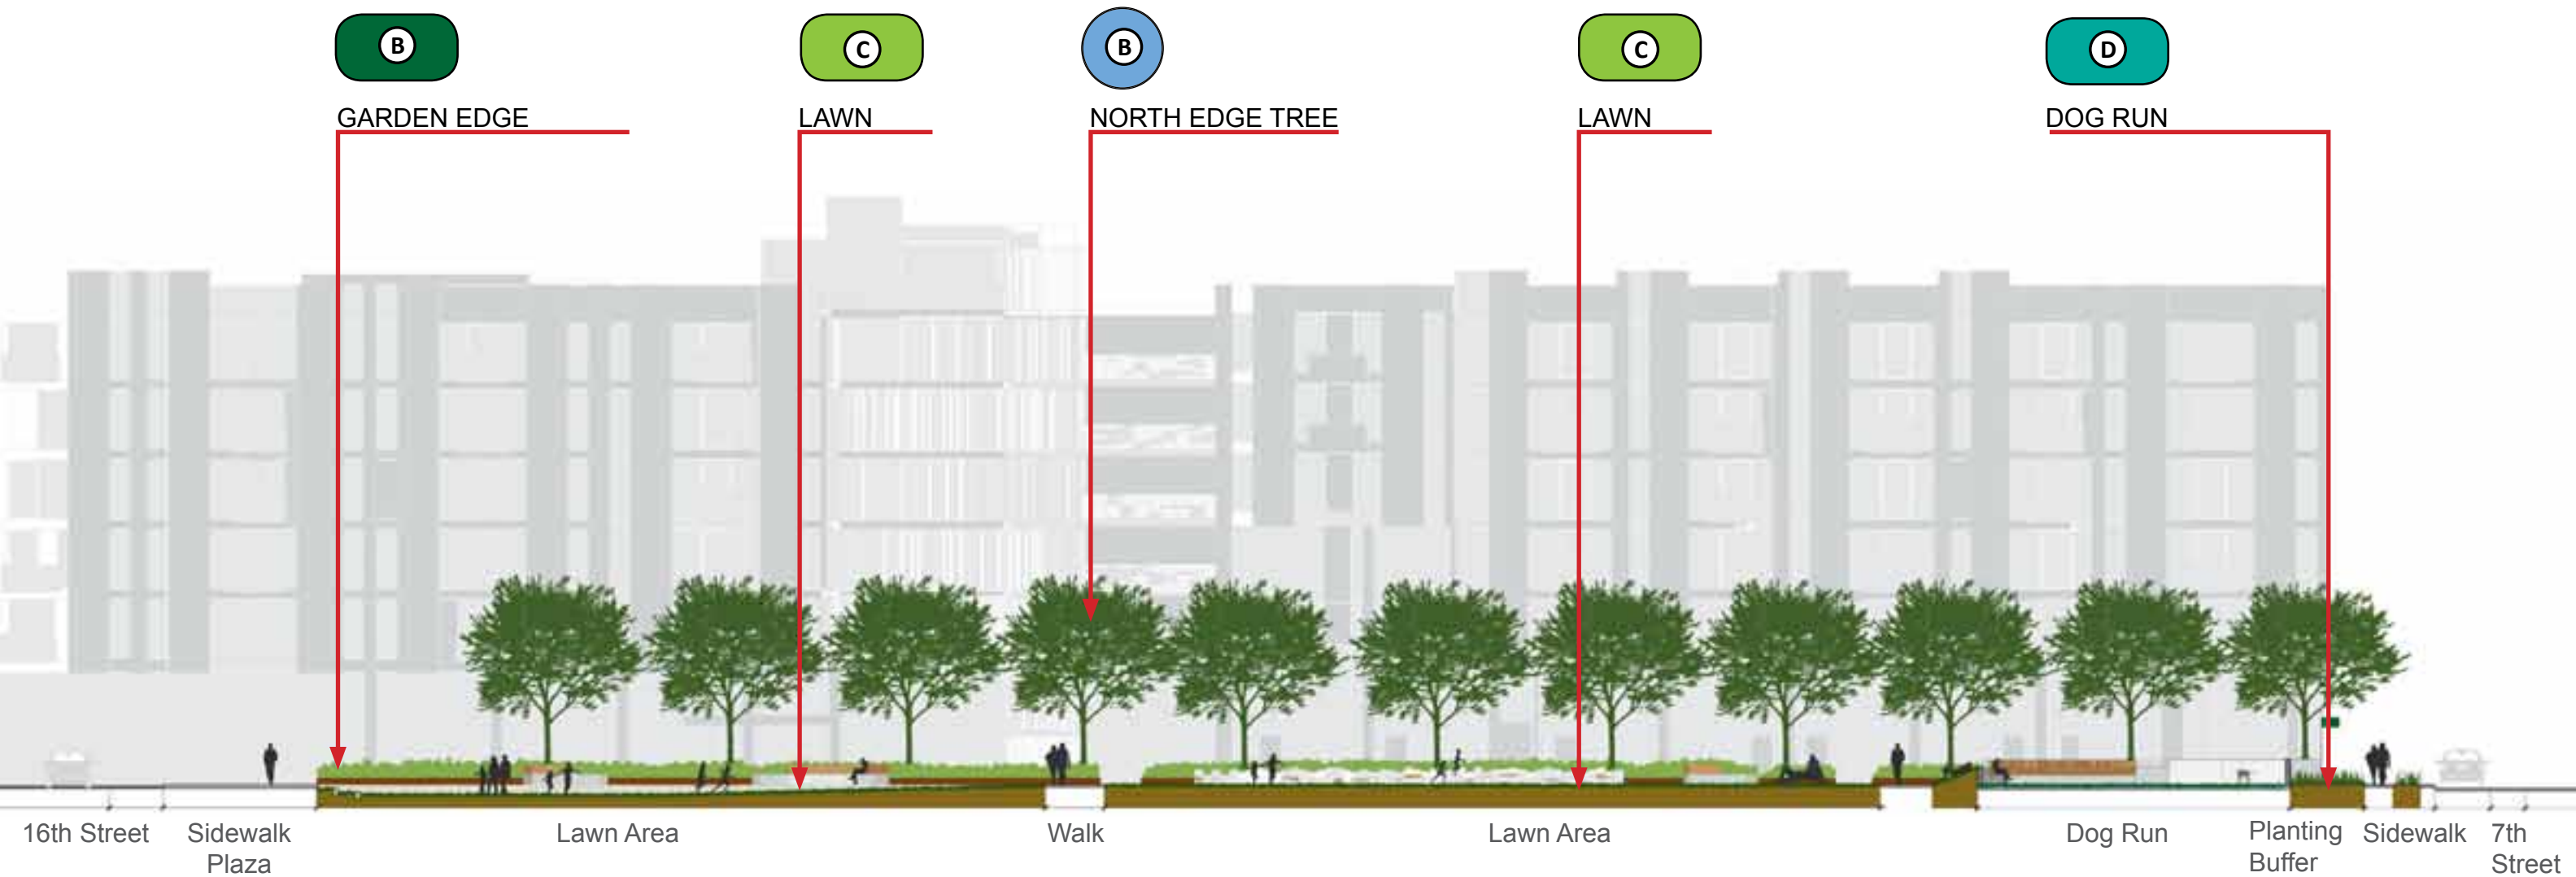 B
C
B
C
D
GARDEN EDGE
LAWN
NORTH EDGE TREE
LAWN
DOG RUN
16th Street
Sidewalk
Plaza
Lawn Area
Walk
Lawn Area
Dog Run
Planting
Buffer
Sidewalk
7th
Street